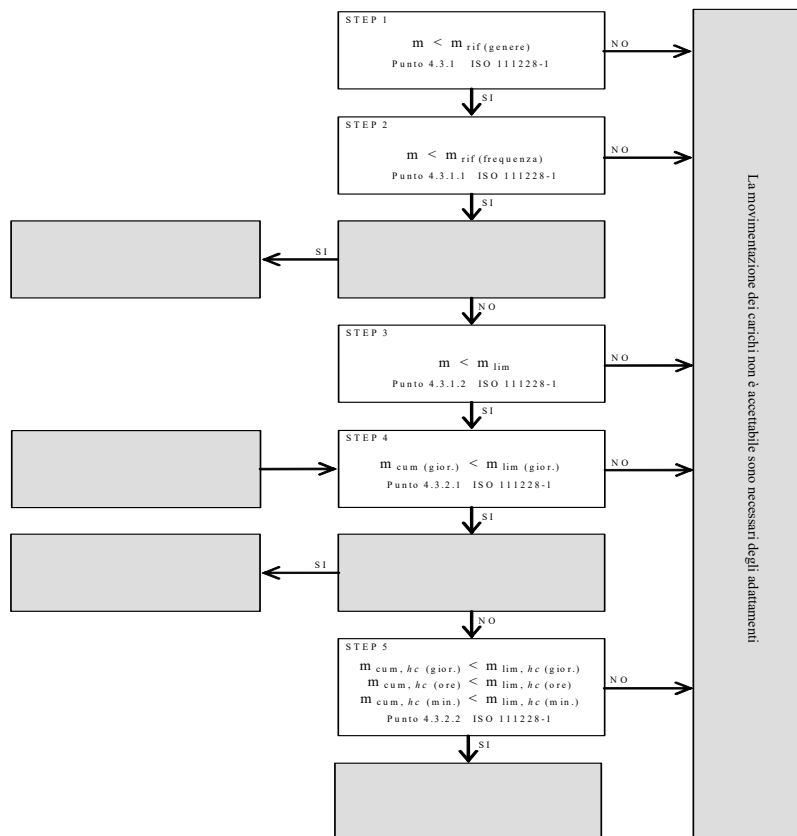 STEP 1
m < m rif (genere)
Punto 4.3.1 ISO 111228-1
NO
SI
STEP 2
m < m rif (frequenza)
Punto 4.3.1.1 ISO 111228-1
NO
SI
SI
NO
STEP 3
m < m lim
Punto 4.3.1.2 ISO 111228-1
NO
SI
STEP 4
m cum (gior.) < m lim (gior.)
Punto 4.3.2.1 ISO 111228-1
NO
SI
SI
NO
STEP 5
m cum, hc (gior.) < m lim, hc (gior.)
m cum, hc (ore) < m lim, hc (ore)
m cum, hc (min.) < m lim, hc (min.)
Punto 4.3.2.2 ISO 111228-1
NO
SI
La movimentazione dei carichi non è accettabile sono necessari degli adattamenti